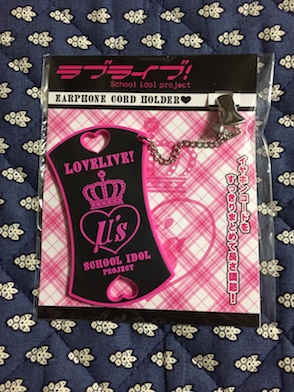 ラブライブ!
School idol project
EARPHONE CORD HOLDER♥
LOVELIVE!
μ's
SCHOOL IDOL
PROJECT
イヤホンコードを
すっきりまとめて長さ調節!